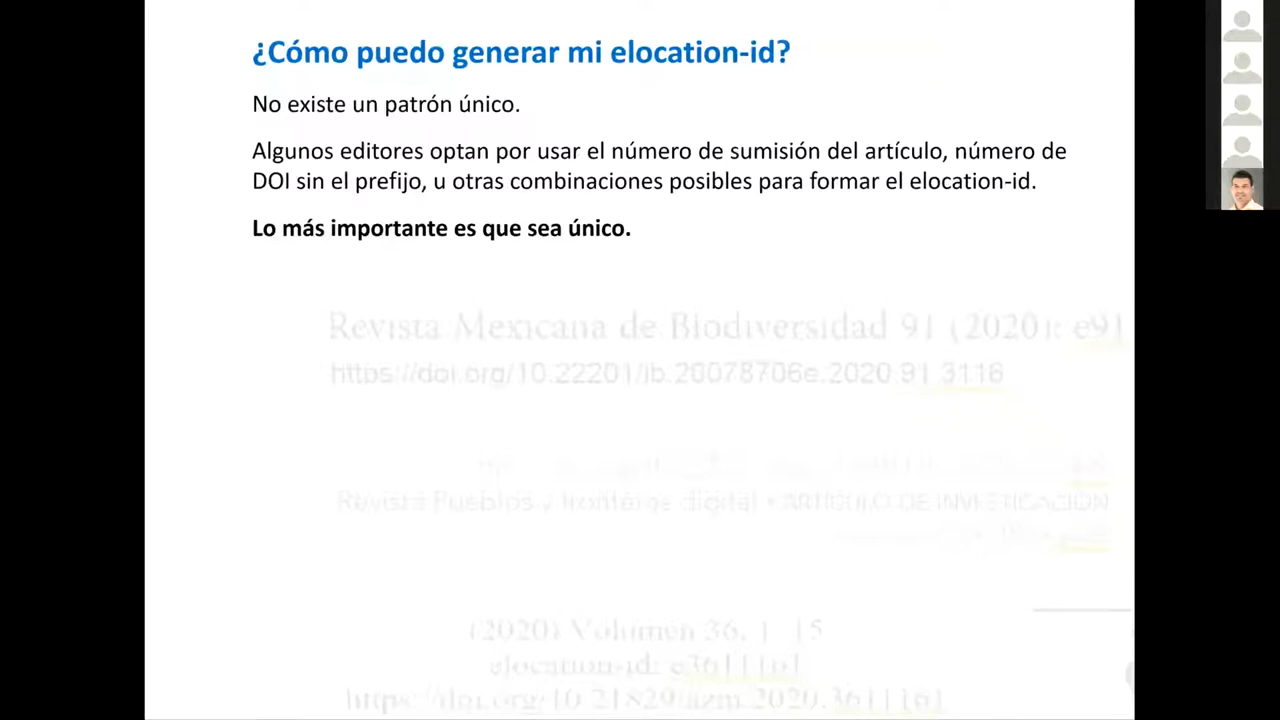 ¿Cómo puedo generar mi elocation-id?
No existe un patrón único.
Algunos editores optan por usar el número de sumisión del artículo, número de
DOI sin el prefijo, u otras combinaciones posibles para formar el elocation-id.
Lo más importante es que sea único.
Revista Mexicana de Biodiversidad 91 (2020): e91
https://doi.org/10.22201/ib.20078706e.2020.91.3116
Revista Pueblos y fronteras digital • ARTÍCULO DE INVESTIGACIÓN
(2020) Volumen 36, 1–15
elocation-id: e3611161
https://doi.org/10.21829/azm.2020.3611161